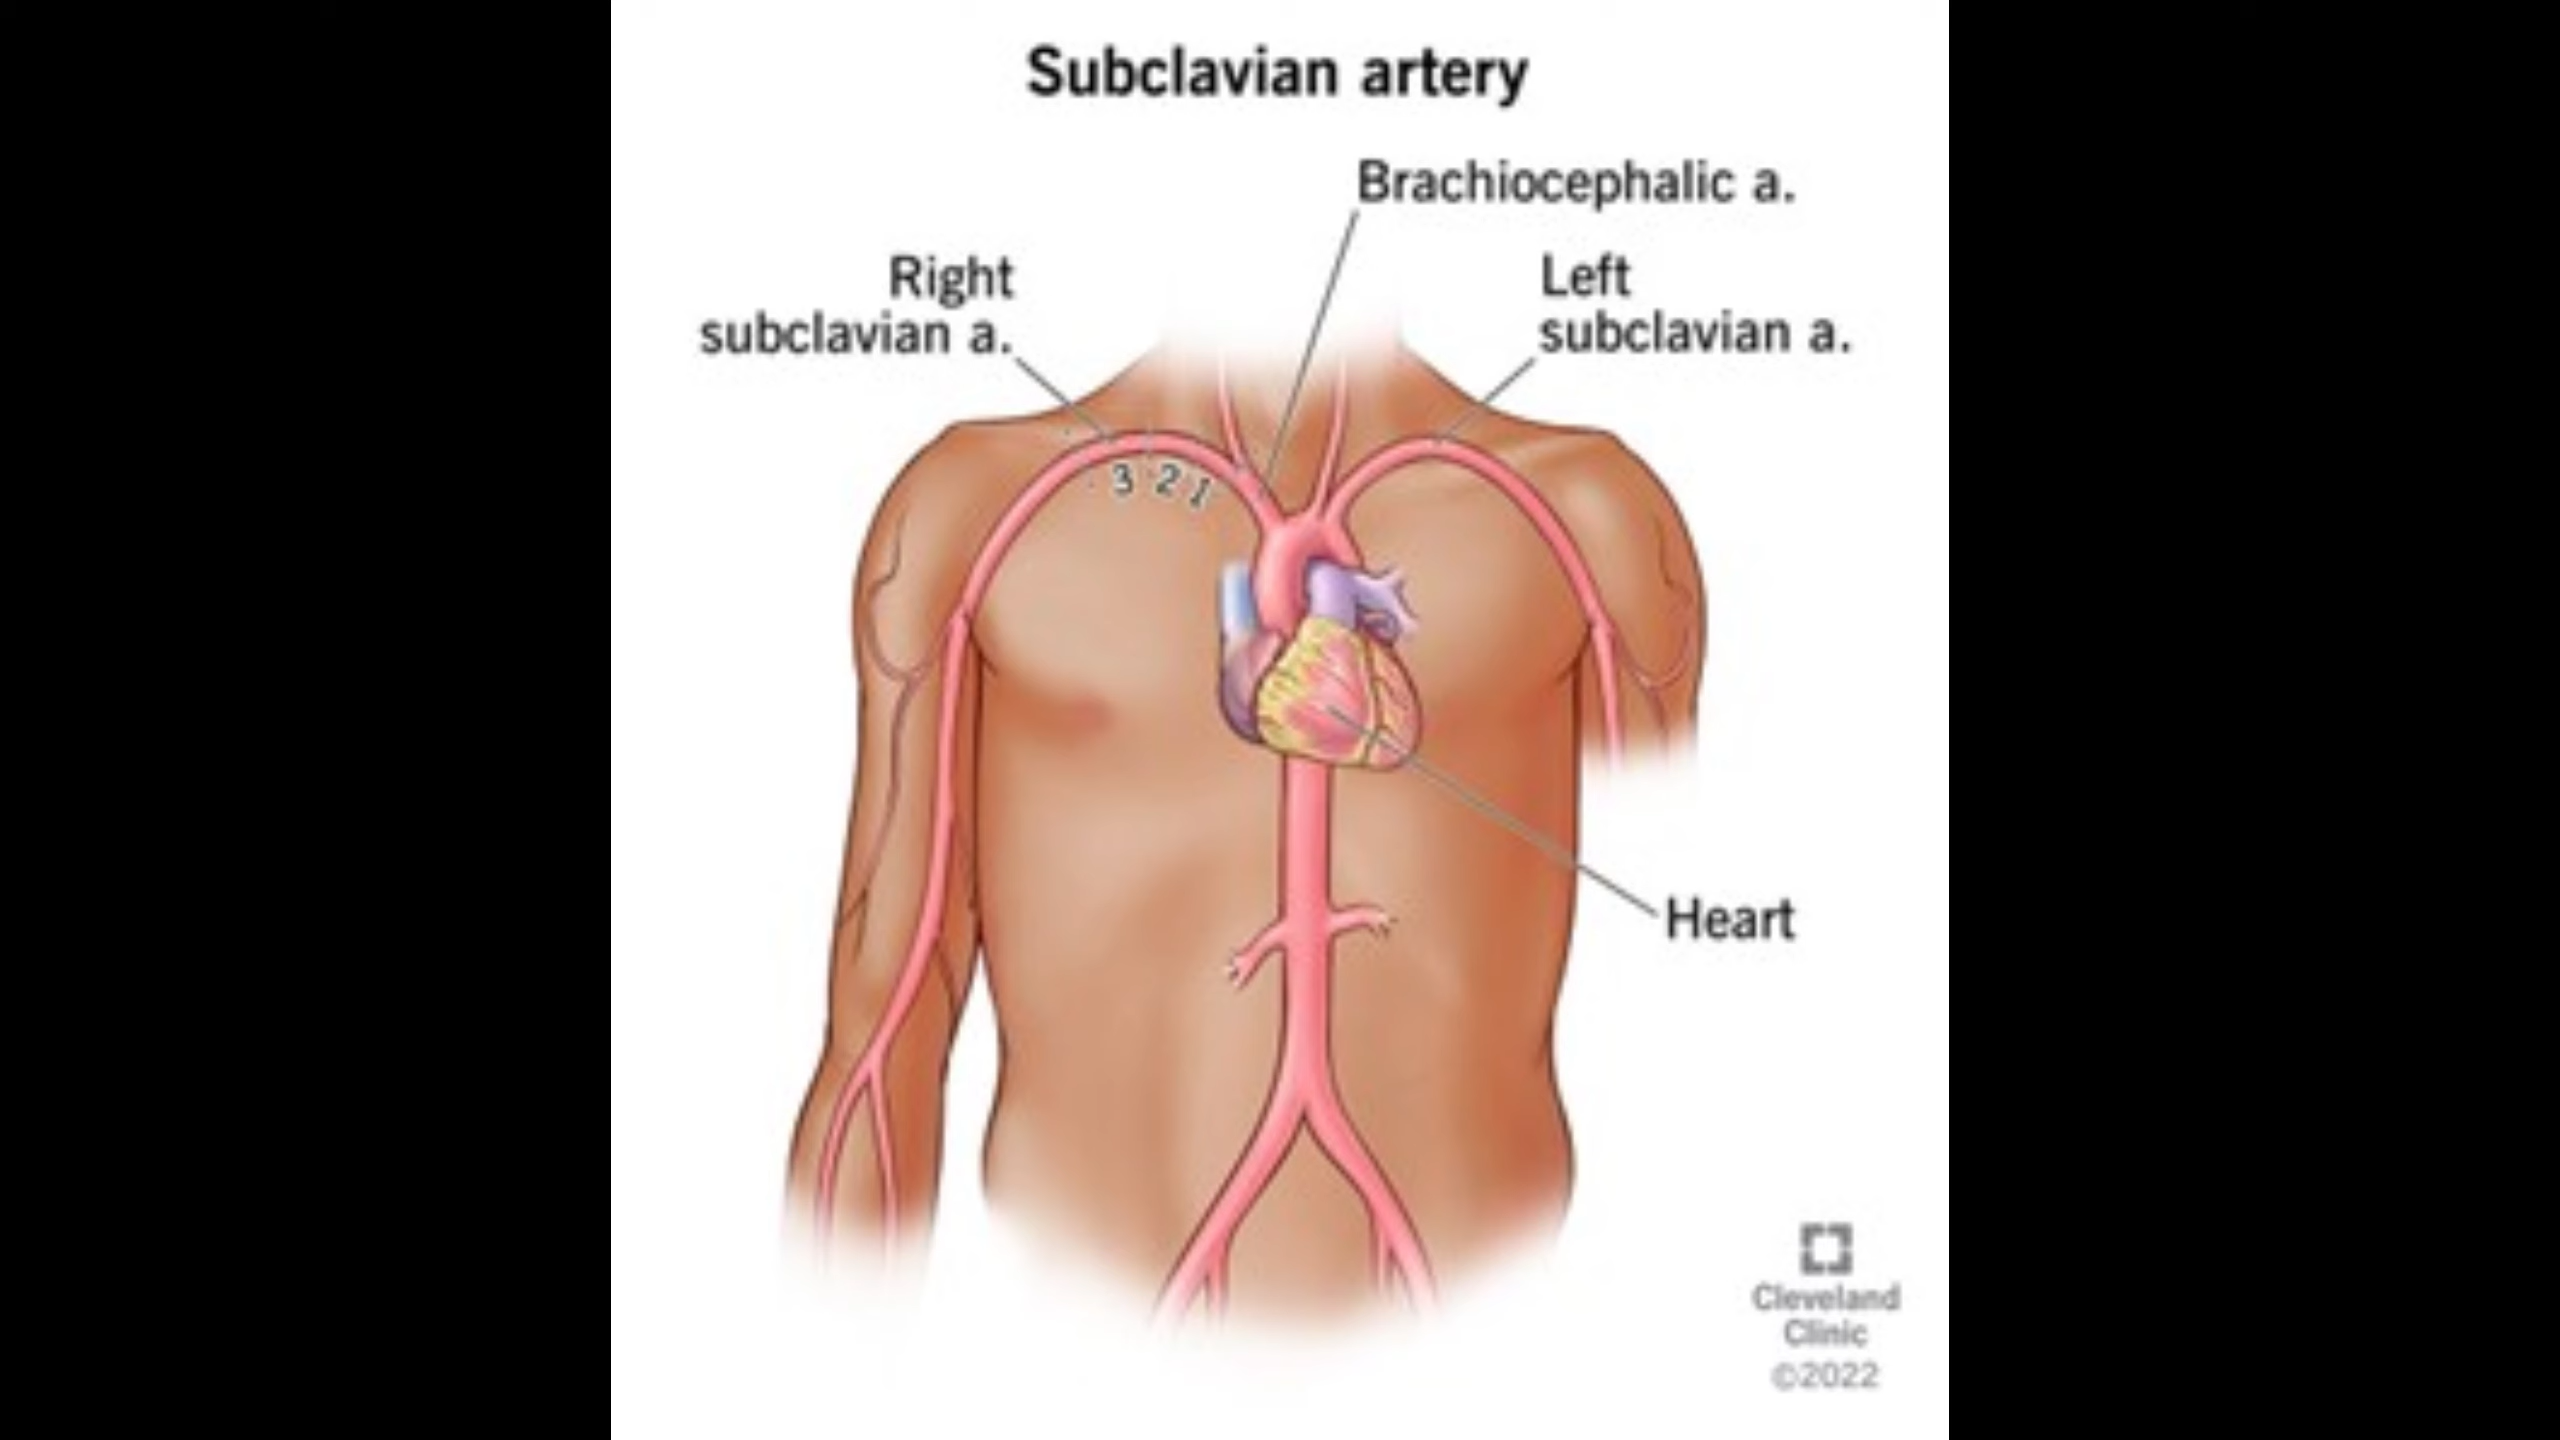 Subclavian artery
Brachiocephalic a.
Right
subclavian a.
Left
subclavian a.
3 2 1
Heart
Cleveland
Clinic
©2022